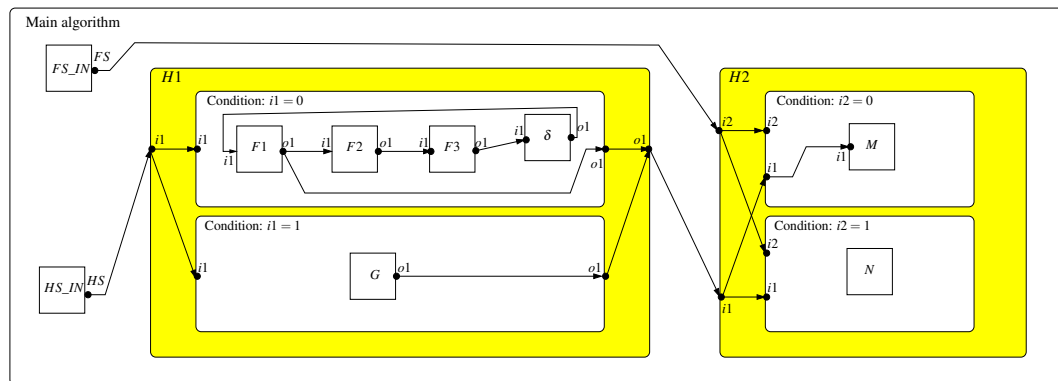 Main algorithm
FS_IN
FS
HS_IN
HS
H1
i1
Condition: i1 = 0
i1
i1
F1
o1
i1
F2
o1
i1
F3
o1
i1
δ
o1
o1
o1
Condition: i1 = 1
i1
G
o1
o1
H2
i2
i1
Condition: i2 = 0
i2
i1
i1
M
Condition: i2 = 1
i2
i1
N